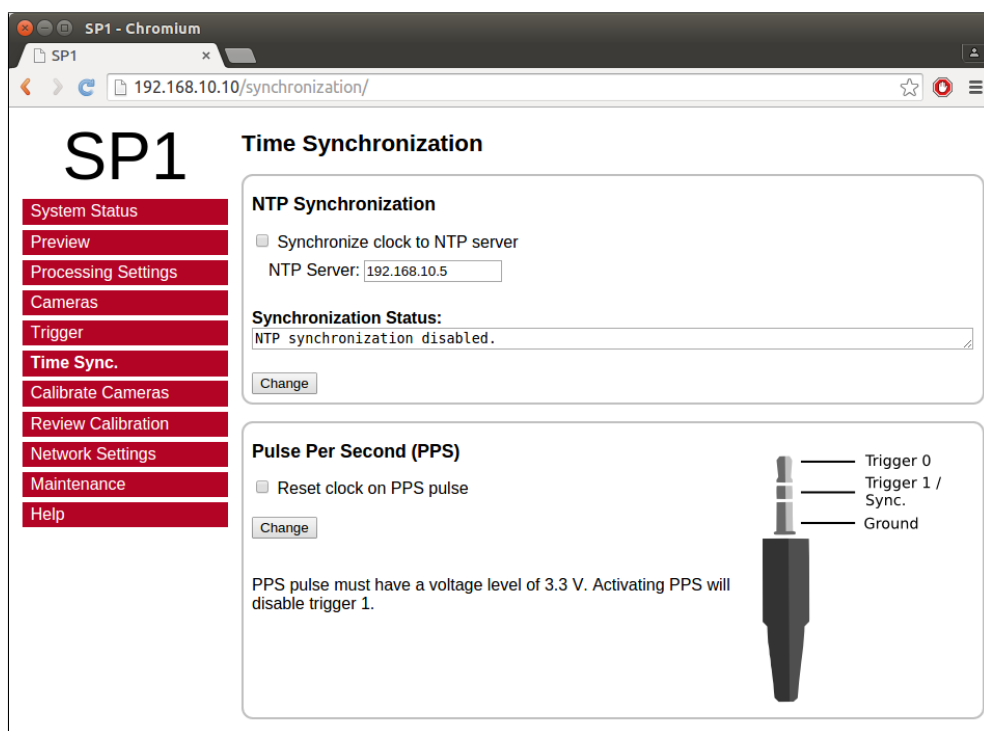 SP1 - Chromium
SP1
192.168.10.10/synchronization/
SP1
System Status
Preview
Processing Settings
Cameras
Trigger
Time Sync.
Calibrate Cameras
Review Calibration
Network Settings
Maintenance
Help
Time Synchronization
NTP Synchronization
Synchronize clock to NTP server
NTP Server: 192.168.10.5
Synchronization Status:
NTP synchronization disabled.
Change
Pulse Per Second (PPS)
Reset clock on PPS pulse
Change
PPS pulse must have a voltage level of 3.3 V. Activating PPS will
disable trigger 1.
Trigger 0
Trigger 1 /
Sync.
Ground